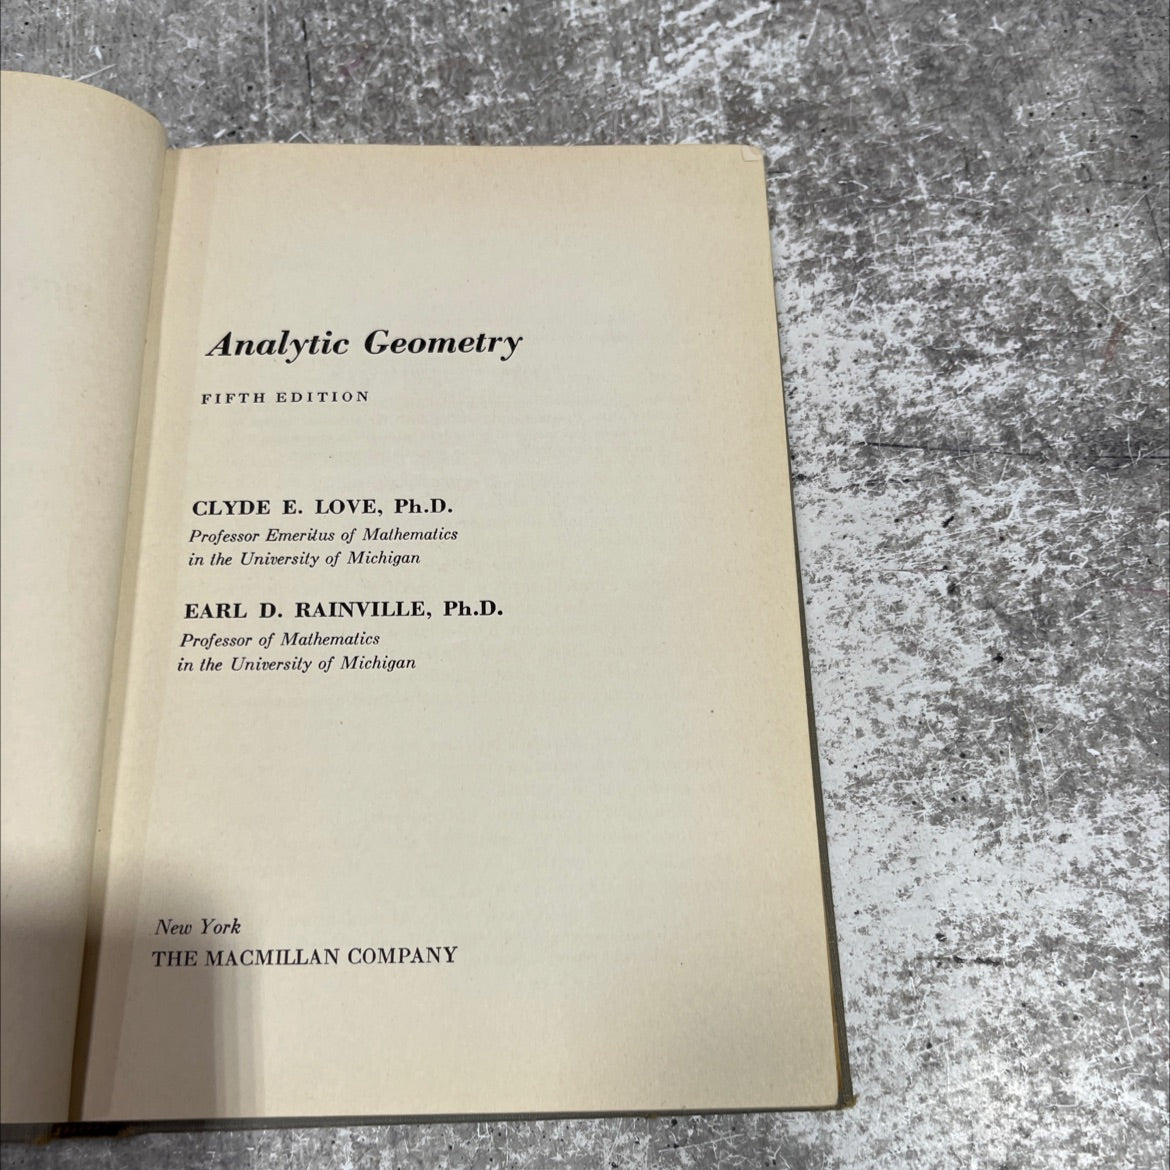 Analytic Geometry
FIFTH EDITION
CLYDE E. LOVE, Ph.D.
Professor Emeritus of Mathematics
in the University of Michigan
EARL D. RAINVILLE, Ph.D.
Professor of Mathematics
in the University of Michigan
New York
THE MACMILLAN COMPANY